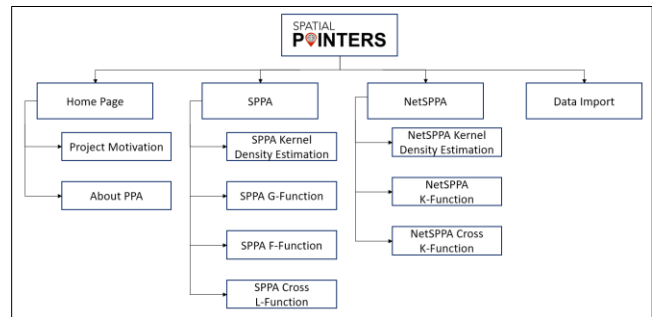 SPATIAL
POINTERS
Home Page
SPPA
NetSPPA
Data Import
Project Motivation
About PPA
SPPA Kernel
Density Estimation
SPPA G-Function
SPPA F-Function
SPPA Cross
L-Function
NetSPPA Kernel
Density Estimation
NetSPPA
K-Function
NetSPPA Cross
K-Function